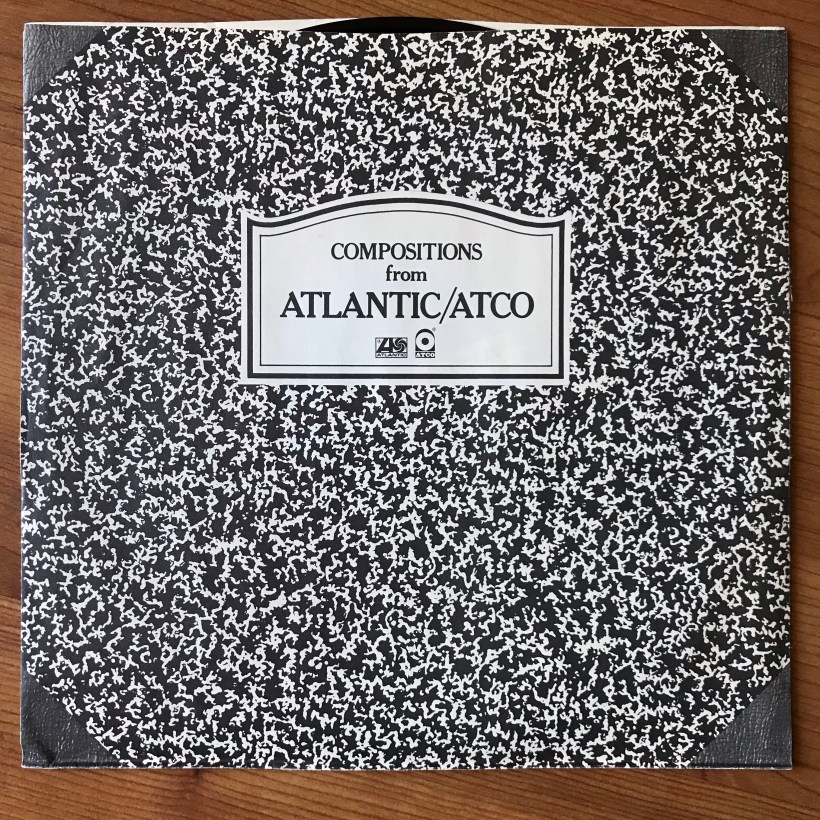 COMPOSITIONS
from
ATLANTIC/ATCO
ATLANTIC
ATCO